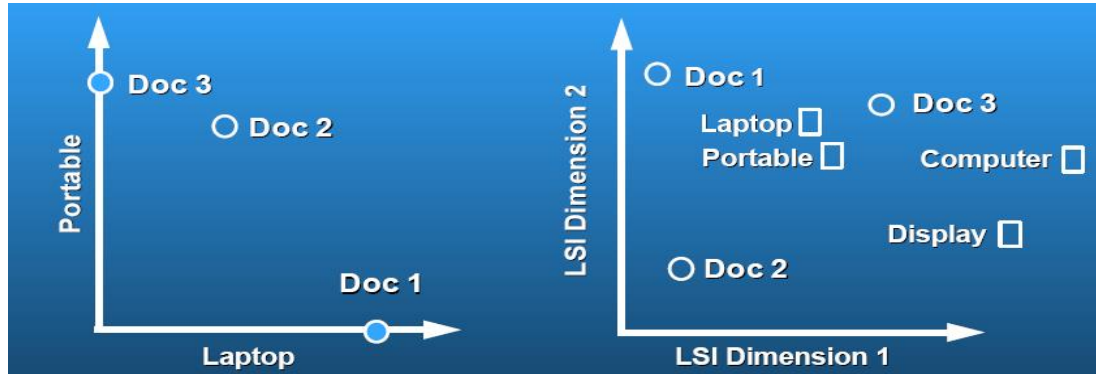 Portable
Doc 3
Doc 2
Doc 1
Laptop
LSI Dimension 2
Doc 1
Laptop
Doc 3
Portable
Computer
Display
Doc 2
LSI Dimension 1